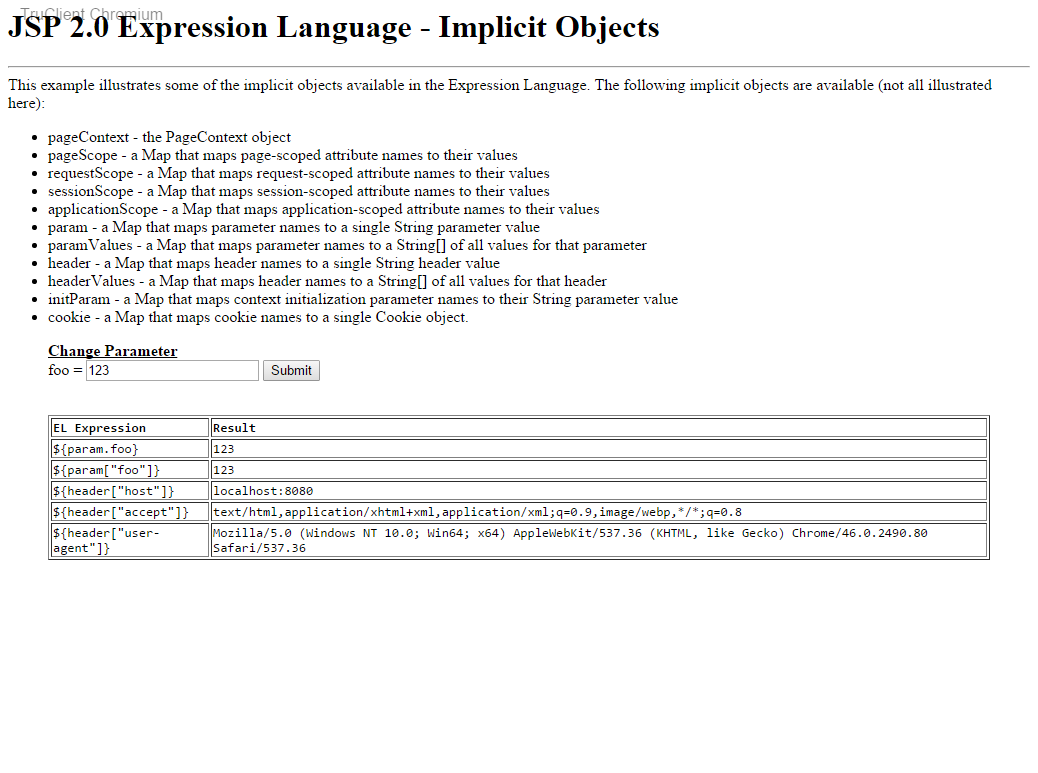 TruClient Chromium
JSP 2.0 Expression Language - Implicit Objects
This example illustrates some of the implicit objects available in the Expression Language. The following implicit objects are available (not all illustrated
here):
pageContext - the PageContext object
pageScope - a Map that maps page-scoped attribute names to their values
requestScope - a Map that maps request-scoped attribute names to their values
sessionScope - a Map that maps session-scoped attribute names to their values
applicationScope - a Map that maps application-scoped attribute names to their values
param - a Map that maps parameter names to a single String parameter value
paramValues - a Map that maps parameter names to a String[] of all values for that parameter
header - a Map that maps header names to a single String header value
headerValues - a Map that maps header names to a String[] of all values for that header
initParam - a Map that maps context initialization parameter names to their String parameter value
cookie - a Map that maps cookie names to a single Cookie object.
Change Parameter
foo = 123 Submit
EL Expression Result
${param.foo} 123
${param["foo"]} 123
${header["host"]} localhost:8080
${header["accept"]} text/html,application/xhtml+xml,application/xml;q=0.9,image/webp,*/*;q=0.8
${header["user- Mozilla/5.0 (Windows NT 10.0; Win64; x64) AppleWebKit/537.36 (KHTML, like Gecko) Chrome/46.0.2490.80
agent"]} Safari/537.36